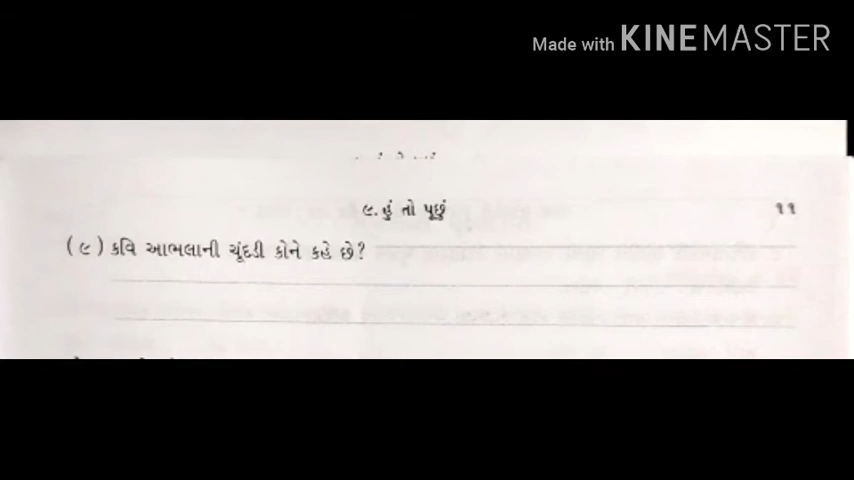 Made with KINEMASTER
૯. હું તો પૂછું ૧૧
(૯) કવિ આભલાની ચૂંદડી કોને કહે છે?